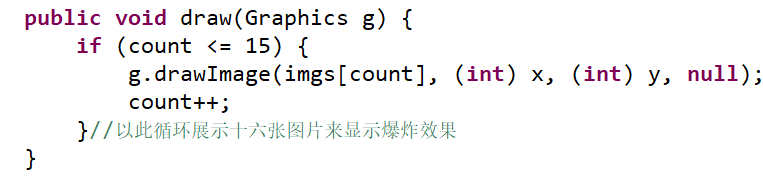 public void draw(Graphics g) {
    if (count <= 15) {
        g.drawImage(imgs[count], (int) x, (int) y, null);
        count++;
    }//以此循环展示十六张图片来显示爆炸效果
}